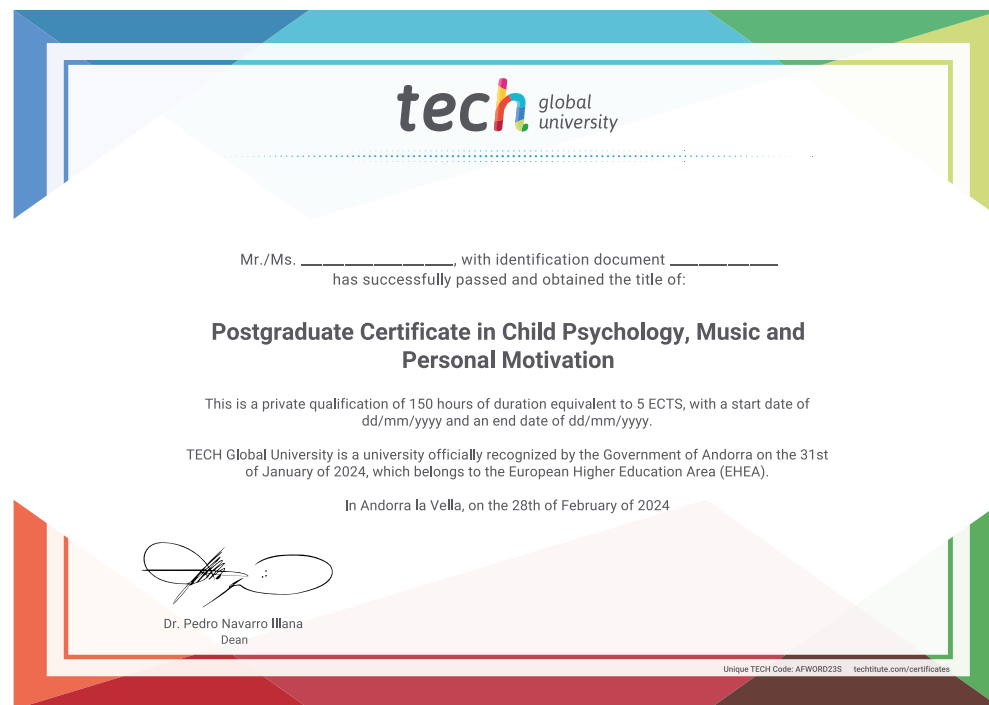 tech global
university
Mr./Ms. ________________, with identification document ____________
has successfully passed and obtained the title of:
Postgraduate Certificate in Child Psychology, Music and
Personal Motivation
This is a private qualification of 150 hours of duration equivalent to 5 ECTS, with a start date of
dd/mm/yyyy and an end date of dd/mm/yyyy.
TECH Global University is a university officially recognized by the Government of Andorra on the 31st
of January of 2024, which belongs to the European Higher Education Area (EHEA).
In Andorra la Vella, on the 28th of February of 2024
Dr. Pedro Navarro Illana
Dean
Unique TECH Code: AFWORD23S techtitute.com/certificates